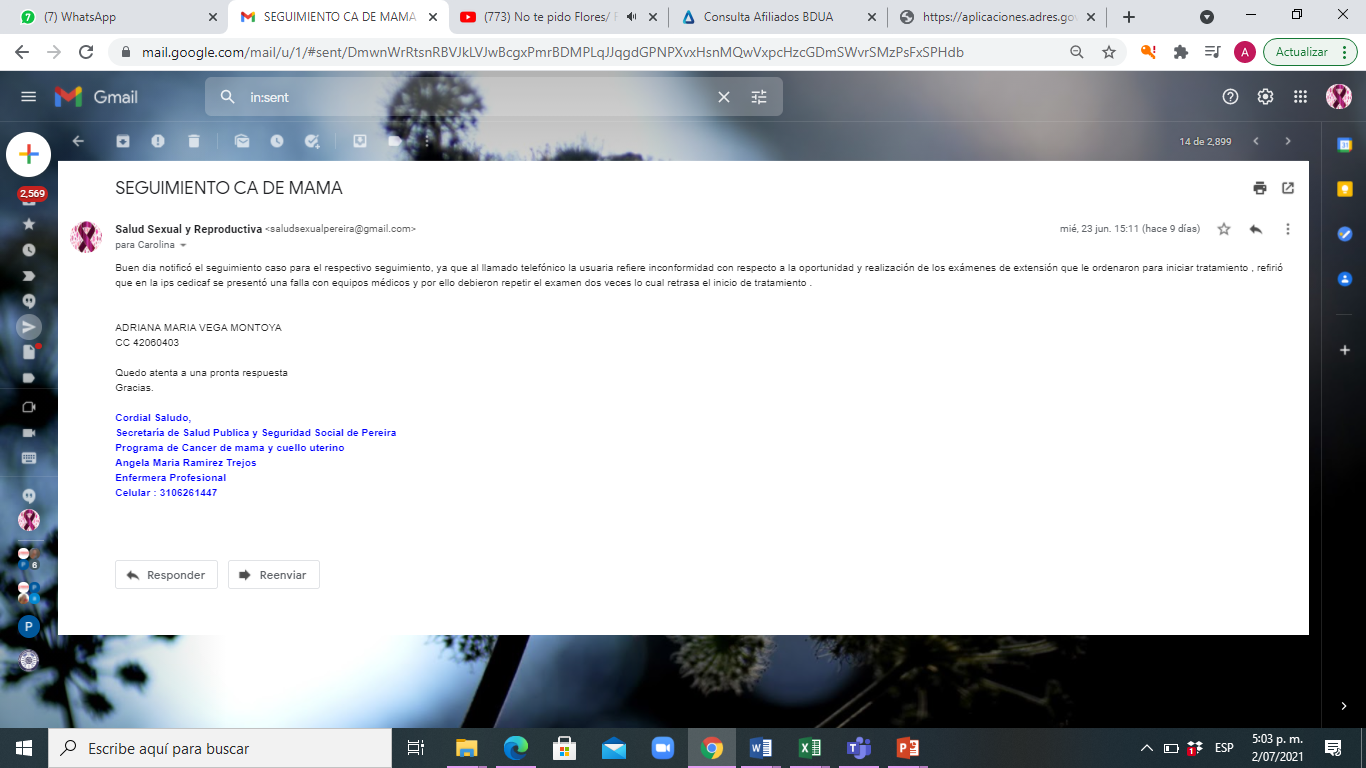 (7) WhatsApp
SEGUIMIENTO CA DE MAMA
(773) No te pido Flores/ F
Consulta Afiliados BDUA
https://aplicaciones.adres.gov
mail.google.com/mail/u/1/#sent/DmwnWrRtsnRBVJkLVJwBcgxPmrBDMPLqJJqgdGPNPXvxHsnMQwVxpcHzcGDmSWvrSMzPsFxSPHdb
A
Actualizar
Gmail
in:sent
14 de 2,899
2,569
SEGUIMIENTO CA DE MAMA
Salud Sexual y Reproductiva <saludsexualpereira@gmail.com>
mié, 23 jun. 15:11 (hace 9 días)
para Carolina
Buen dia notificó el seguimiento caso para el respectivo seguimiento, ya que al llamado telefónico la usuaria refiere inconformidad con respecto a la oportunidad y realización de los exámenes de extensión que le ordenaron para iniciar tratamiento , refirió
que en la ips cedicaf se presentó una falla con equipos médicos y por ello debieron repetir el examen dos veces lo cual retrasa el inicio de tratamiento .
ADRIANA MARIA VEGA MONTOYA
CC 42060403
Quedo atenta a una pronta respuesta
Gracias.
Cordial Saludo,
Secretaría de Salud Publica y Seguridad Social de Pereira
Programa de Cancer de mama y cuello uterino
Angela Maria Ramirez Trejos
Enfermera Profesional
Celular : 3106261447
Responder
Reenviar
6
P
Escribe aquí para buscar
ESP
5:03 p. m.
2/07/2021